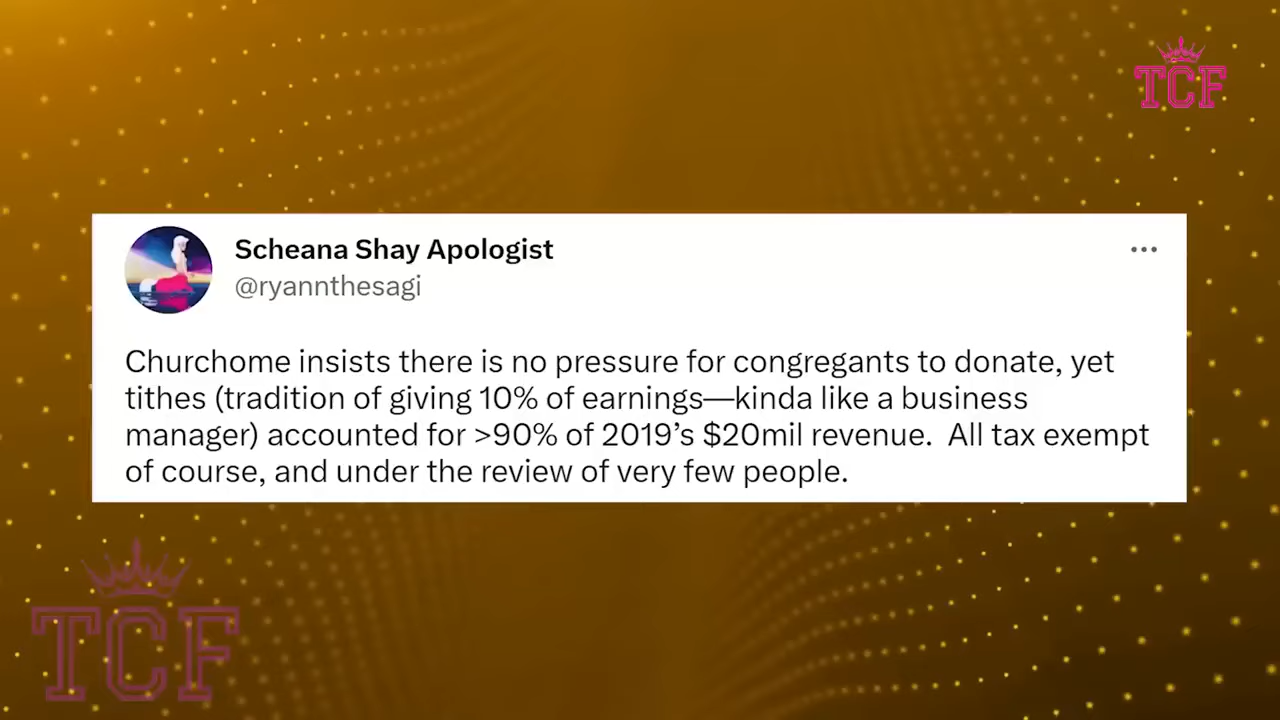 TCF
Scheana Shay Apologist
@ryannthesagi
Churchome insists there is no pressure for congregants to donate, yet
tithes (tradition of giving 10% of earnings—kinda like a business
manager) accounted for >90% of 2019’s $20mil revenue.  All tax exempt
of course, and under the review of very few people.
TCF